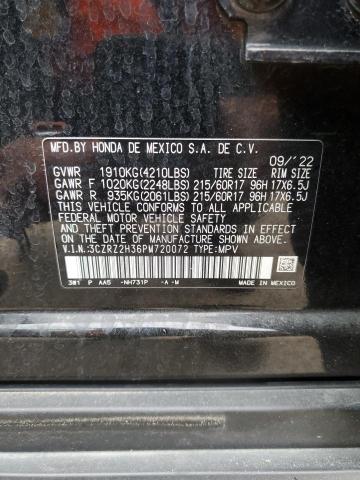 MFD.BY HONDA DE MEXICO S.A. DE C.V.
09/'22
GVWR 1910KG(4210LBS) TIRE SIZE RIM SIZE
GAWR F 1020KG(2248LBS) 215/60R17 96H 17X6.5J
GAWR R 935KG(2061LBS) 215/60R17 96H 17X6.5J
THIS VEHICLE CONFORMS TO ALL APPLICABLE
FEDERAL MOTOR VEHICLE SAFETY AND THEFT
PREVENTION STANDARDS IN EFFECT ON THE DATE
OF MANUFACTURE SHOWN ABOVE.
V.I.N.:3CZRZ2H36PM720072 TYPE:MPV
3W1 P AA5 -NH731P -A -M MADE IN MEXICO